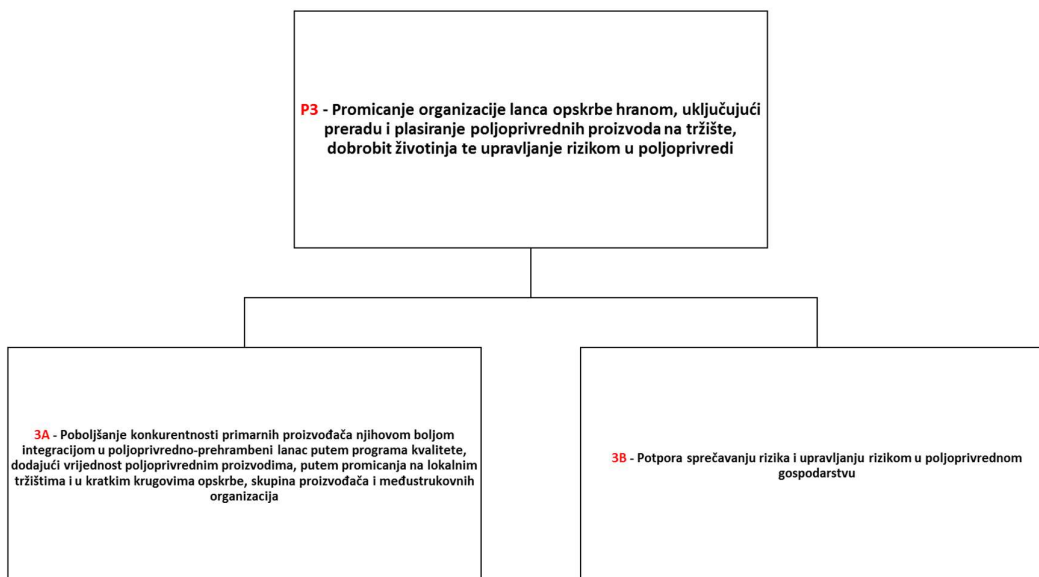 P3 - Promicanje organizacije lanca opskrbe hranom, uključujući
preradu i plasiranje poljoprivrednih proizvoda na tržište,
dobrobit životinja te upravljanje rizikom u poljoprivredi
3A - Poboljšanje konkurentnosti primarnih proizvođača njihovom boljom
integracijom u poljoprivredno-prehrambeni lanac putem programa kvalitete,
dodajući vrijednost poljoprivrednim proizvodima, putem promicanja na lokalnim
tržištima i u kratkim krugovima opskrbe, skupina proizvođača i međustrukovnih
organizacija
3B - Potpora sprečavanju rizika i upravljanju rizikom u poljoprivrednom
gospodarstvu